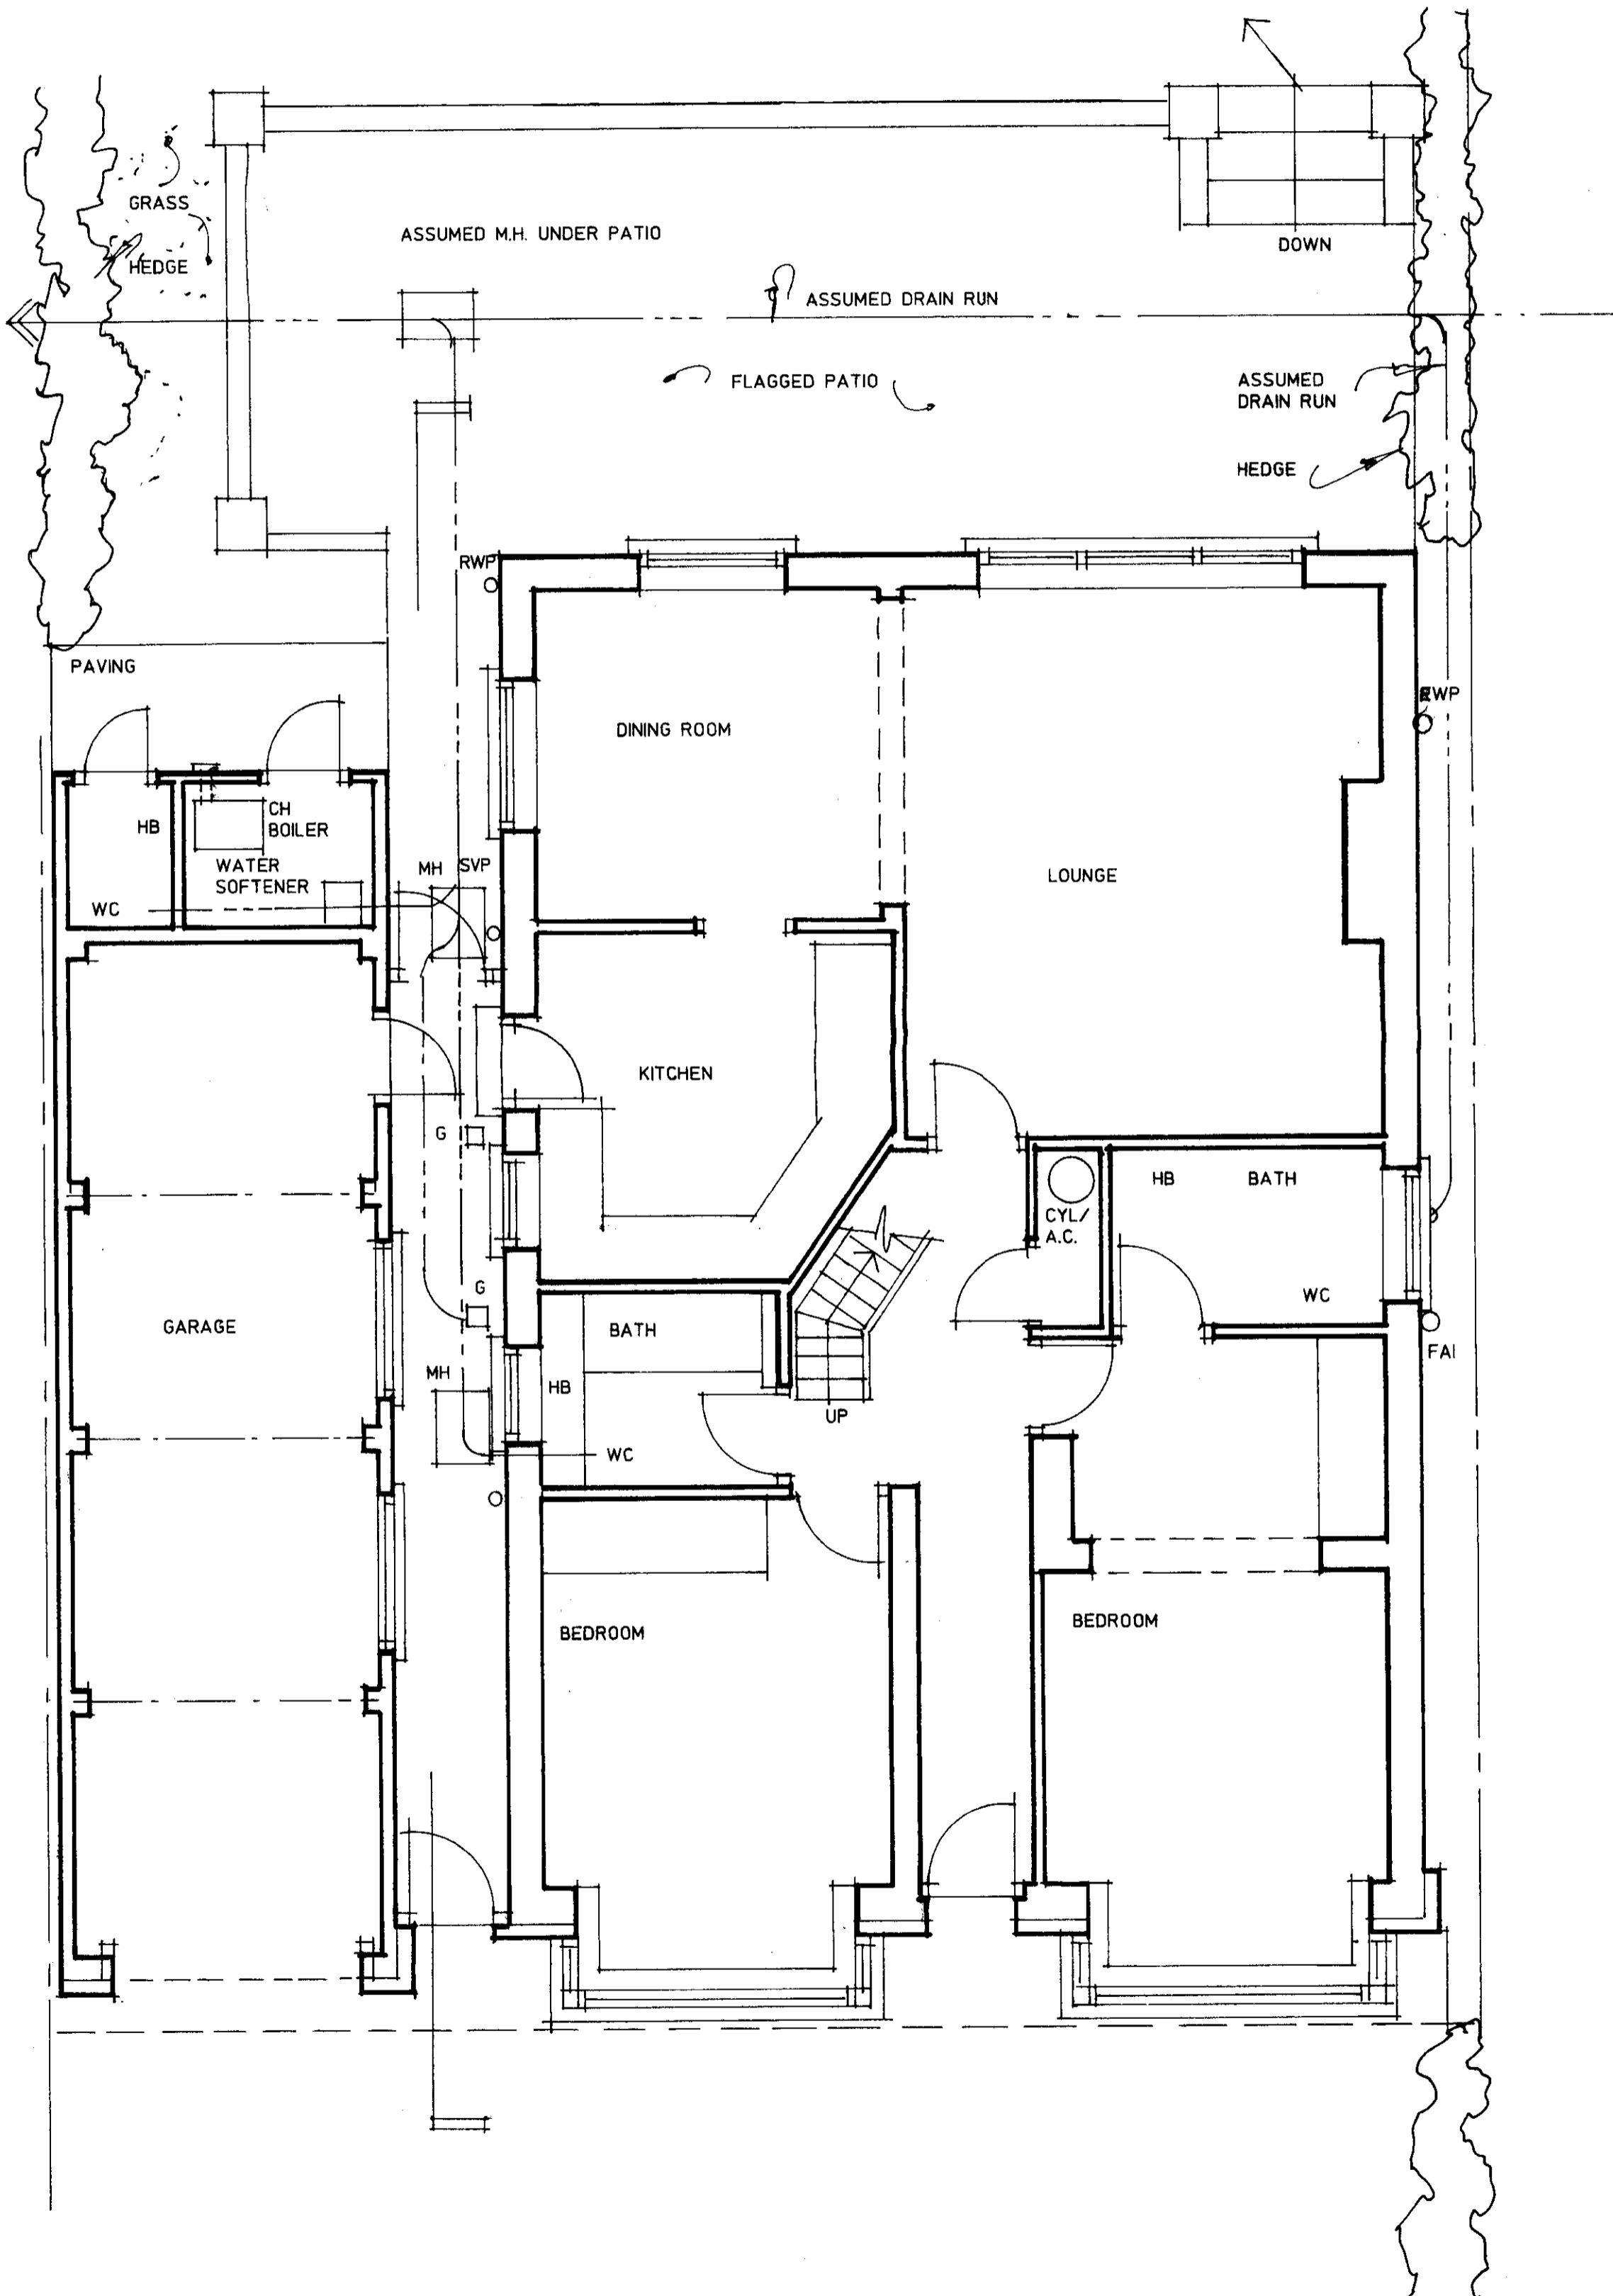 GRASS
HEDGE
ASSUMED M.H. UNDER PATIO
DOWN
ASSUMED DRAIN RUN
FLAGGED PATIO
ASSUMED
DRAIN RUN
HEDGE
RWP
PAVING
RWP
DINING ROOM
HB
CH
BOILER
WATER
SOFTENER
WC
MH
SVP
LOUNGE
KITCHEN
G
HB
BATH
CYL/
A.C.
WC
FAI
G
GARAGE
BATH
MH
HB
WC
UP
BEDROOM
BEDROOM